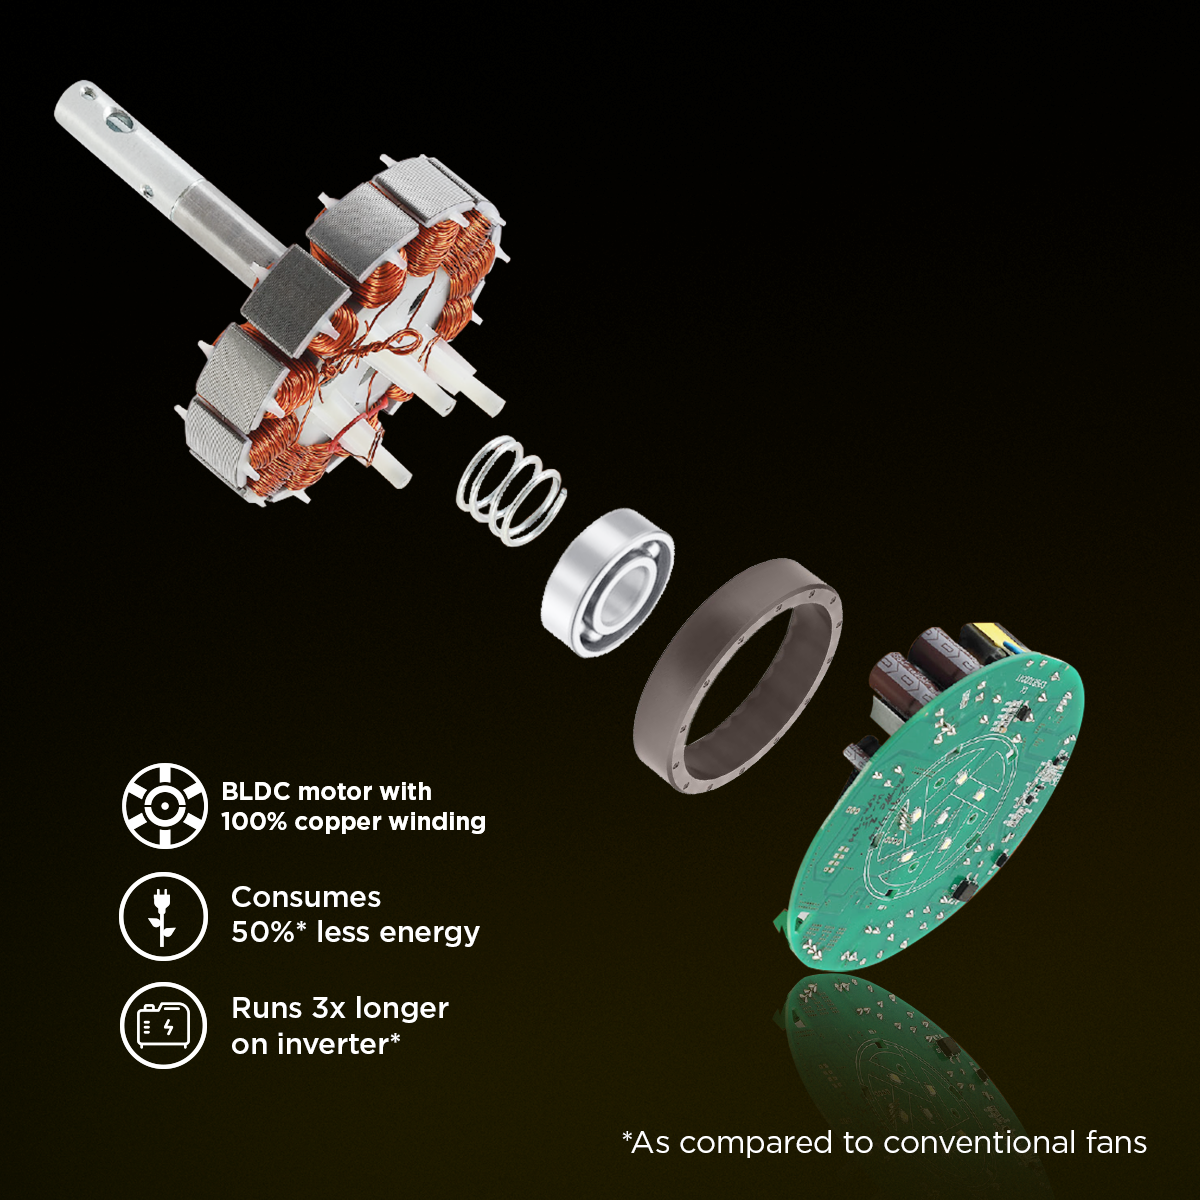 BLDC motor with
100% copper winding
Consumes
50%* less energy
Runs 3x longer
on inverter*
*As compared to conventional fans